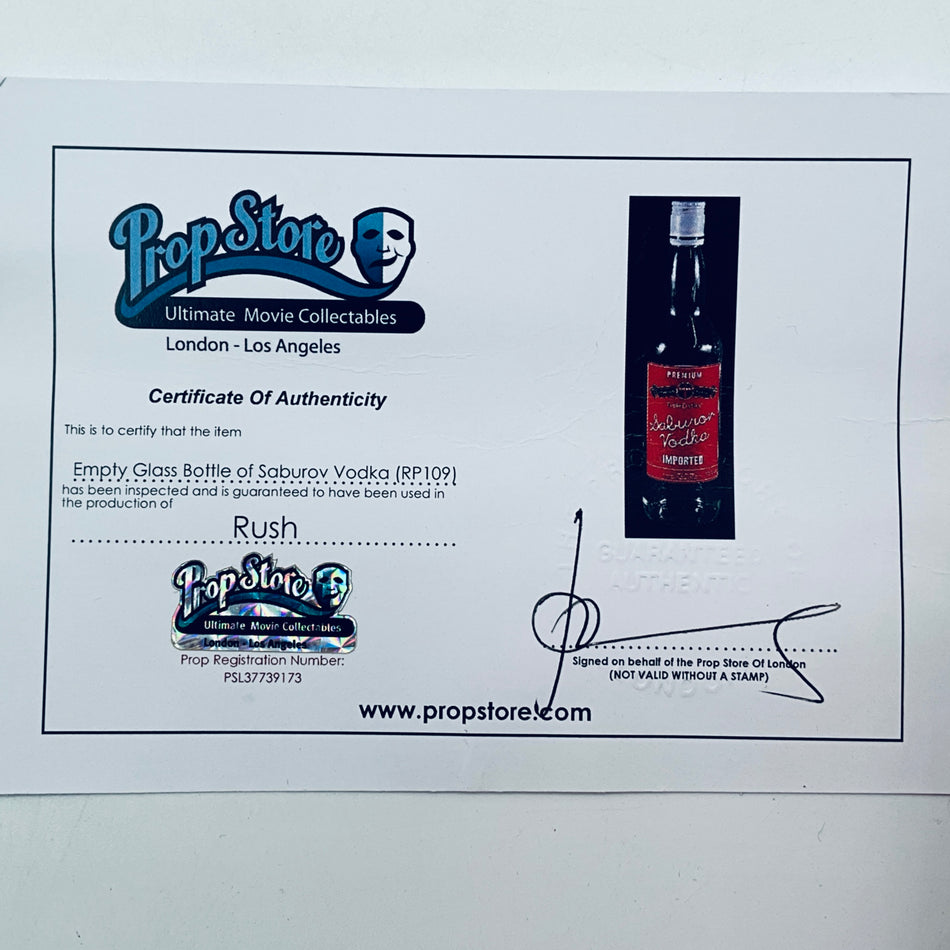 Prop Store
Ultimate Movie Collectables
London - Los Angeles
Certificate Of Authenticity
This is to certify that the item
Empty Glass Bottle of Saburov Vodka (RP109)
has been inspected and is guaranteed to have been used in
the production of
Rush
Prop Store
Ultimate Movie Collectables
London - Los Angeles
Prop Registration Number:
PSL37739173
PREMIUM
Saburov
Vodka
IMPORTED
GUARANTEED
AUTHENT
Signed on behalf of the Prop Store Of London
(NOT VALID WITHOUT A STAMP)
www.propstore.com